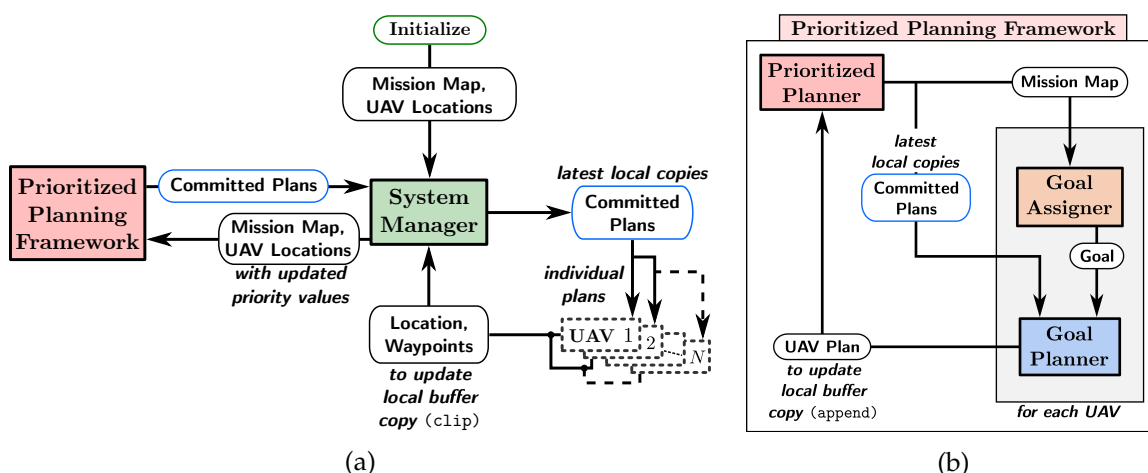 Initialize
Mission Map,
UAV Locations
Prioritized
Planning
Framework
Committed Plans
System
Manager
Mission Map,
UAV Locations
with updated
priority values
latest local copies
Committed
Plans
individual
plans
UAV 1
2
N
Location,
Waypoints
to update
local buffer
copy (clip)
(a)
Prioritized Planning Framework
Prioritized
Planner
Mission Map
latest
local copies
Committed
Plans
Goal
Assigner
Goal
Goal
Planner
UAV Plan
to update
local buffer
copy (append)
for each UAV
(b)